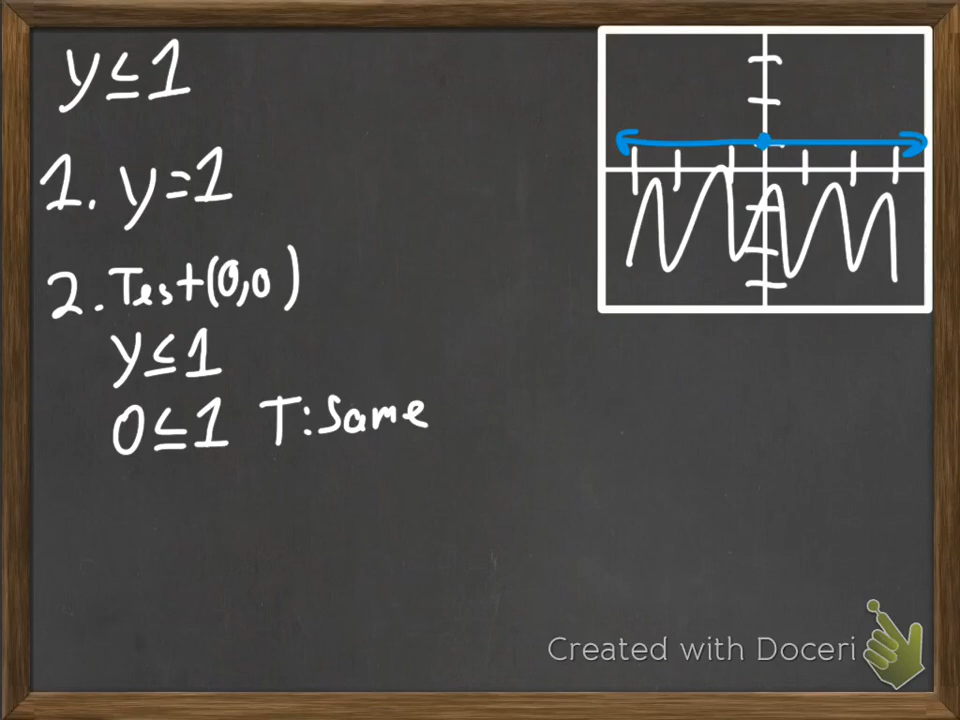 y≤1
1. y=1
2. Test(0,0)
y≤1
0≤1 T:Same
Created with Doceri